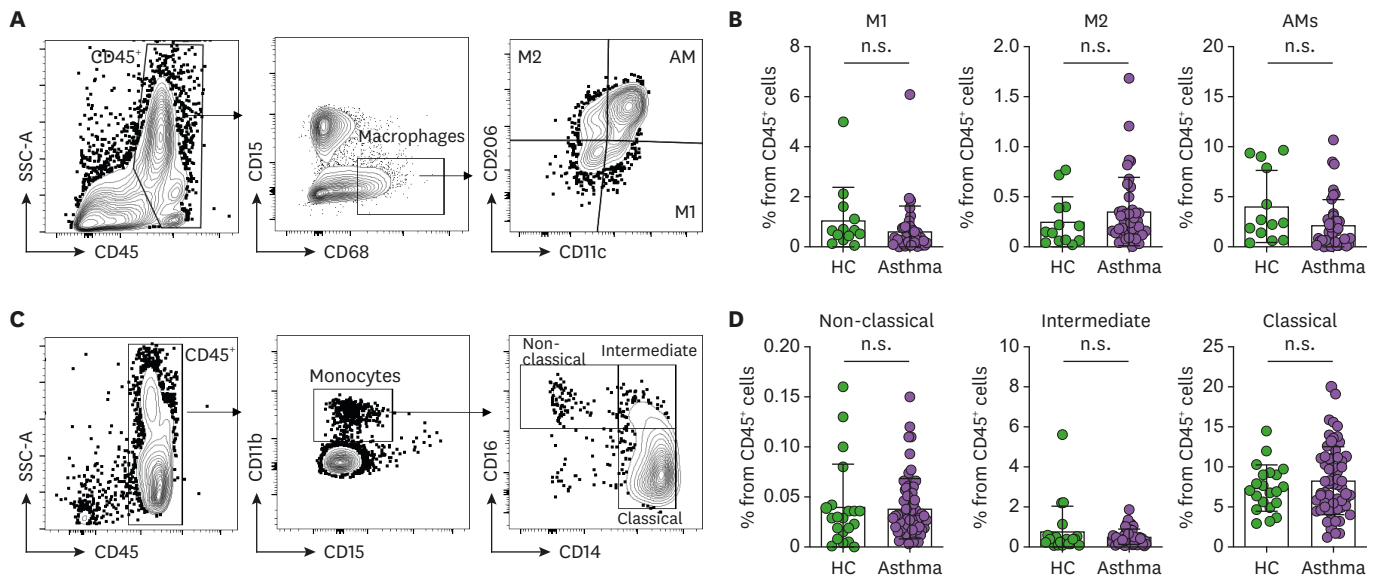 A
CD45⁺
SSC-A
CD45
CD15
Macrophages
CD68
M2
AM
M1
CD206
CD11c
B
M1
n.s.
% from CD45⁺ cells
8
6
4
2
0
HC
Asthma
M2
n.s.
% from CD45⁺ cells
2.0
1.5
1.0
0.5
0
HC
Asthma
AMs
n.s.
% from CD45⁺ cells
20
15
10
5
0
HC
Asthma
C
CD45⁺
SSC-A
CD45
Monocytes
CD11b
CD15
Non-
classical
Intermediate
CD16
Classical
CD14
D
Non-classical
n.s.
% from CD45⁺ cells
0.20
0.15
0.10
0.05
0
HC
Asthma
Intermediate
n.s.
% from CD45⁺ cells
10
8
6
4
2
0
HC
Asthma
Classical
n.s.
% from CD45⁺ cells
25
20
15
10
5
0
HC
Asthma